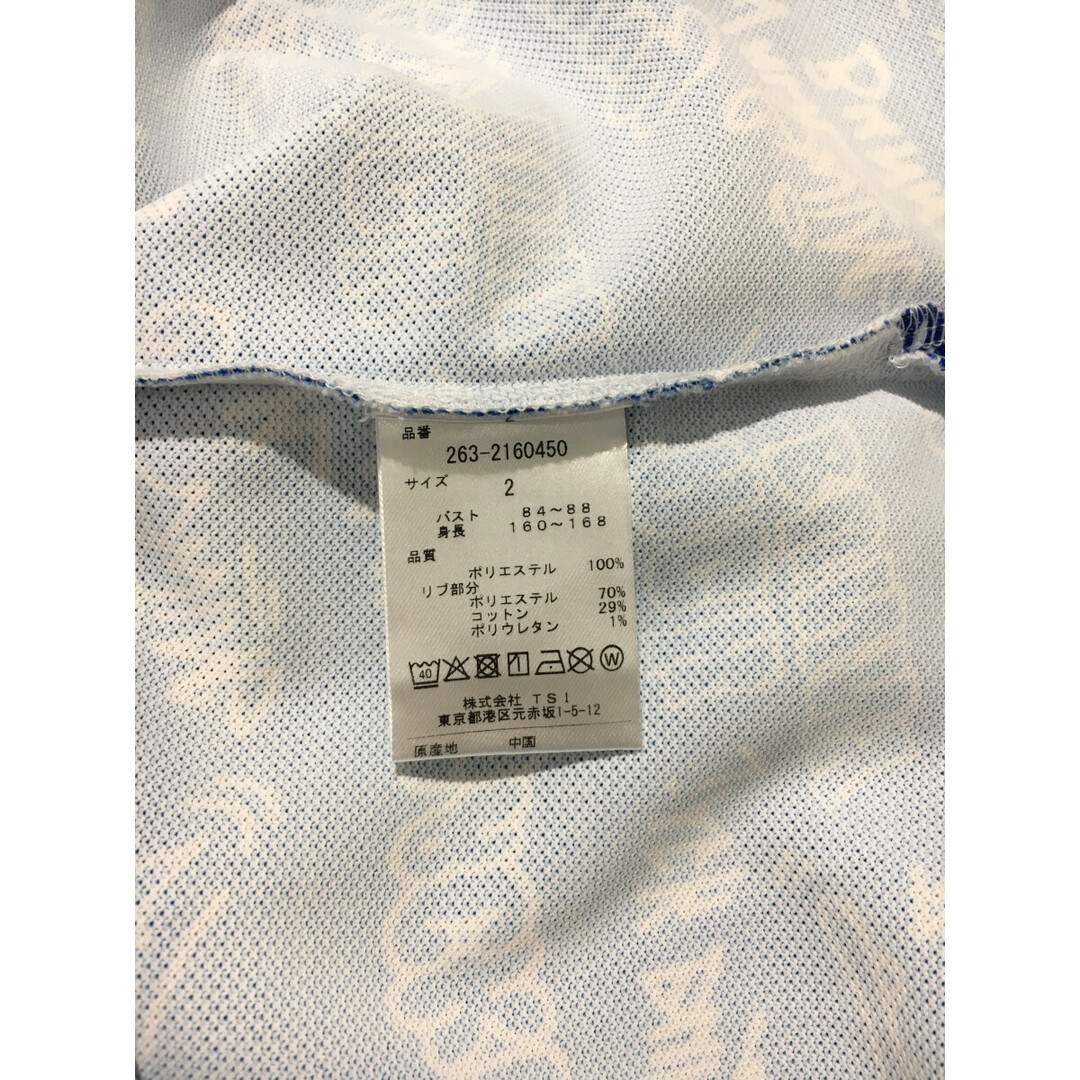 2
品番
263-2160450
サイズ
2
バスト 84～88
身長 160～168
品質
ポリエステル 100%
リブ部分
ポリエステル 70%
コットン 29%
ポリウレタン 1%
40
W
株式会社 TSI
東京都港区元赤坂1-5-12
原産地 中国